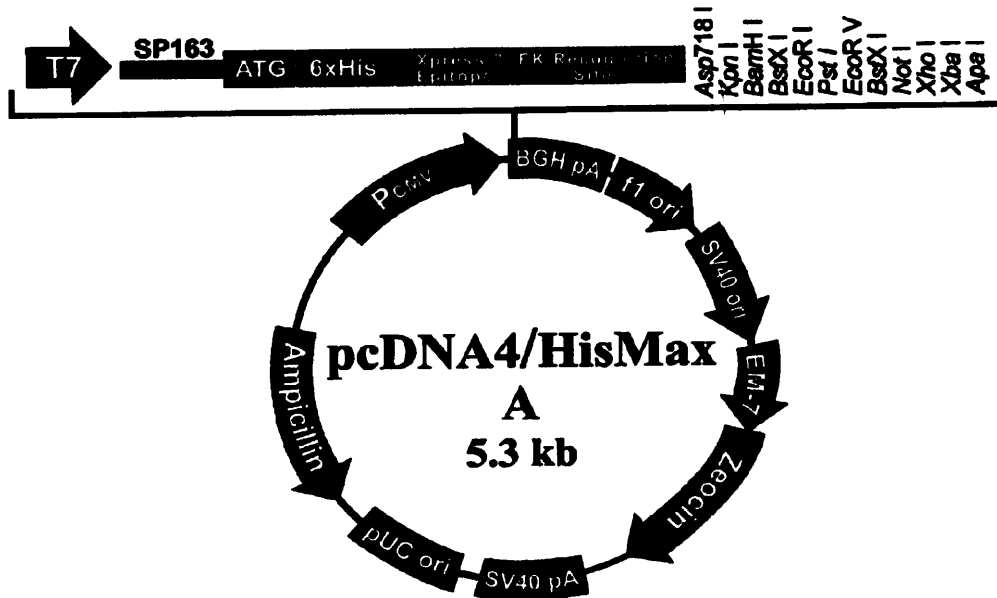 T7
SP163
ATG 6xHis Xpress EK Recognition
Epitope Site
Asp718 I
Kpn I
BamH I
BstX I
EcoR I
Pst I
EcoR V
BstX I
Not I
Xho I
Xba I
Apa I
PCMV
BGH pA
f1 ori
SV40 ori
EM-7
Zeocin
SV40 pA
pUC ori
Ampicillin
pcDNA4/HisMax
A
5.3 kb